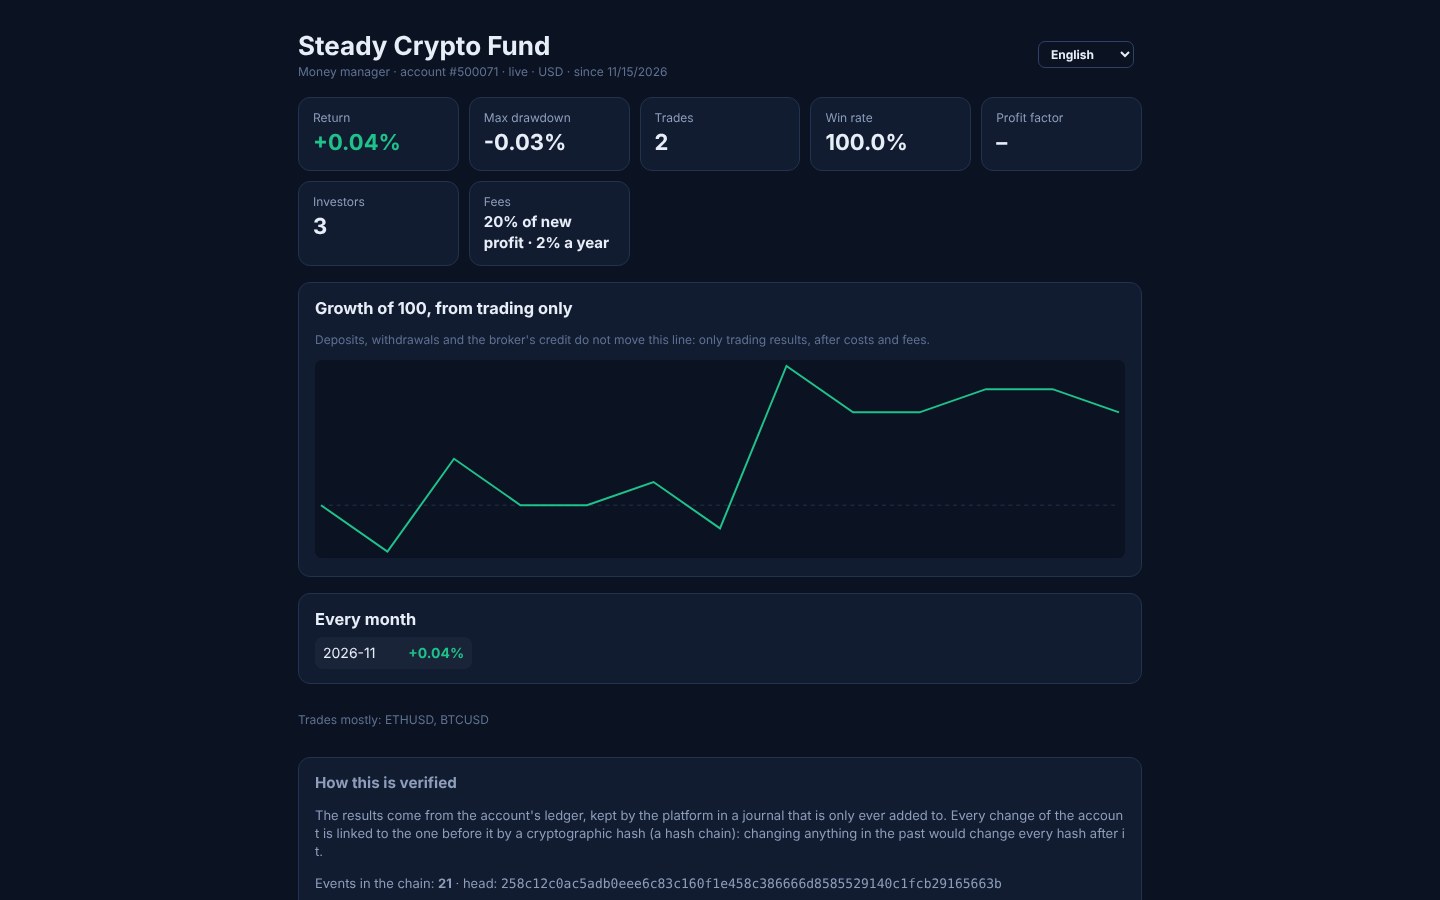 Steady Crypto Fund
Money manager · account #500071 · live · USD · since 11/15/2026
English
Return
+0.04%
Max drawdown
-0.03%
Trades
2
Win rate
100.0%
Profit factor
–
Investors
3
Fees
20% of new
profit · 2% a year
Growth of 100, from trading only
Deposits, withdrawals and the broker's credit do not move this line: only trading results, after costs and fees.
Every month
2026-11 +0.04%
Trades mostly: ETHUSD, BTCUSD
How this is verified
The results come from the account's ledger, kept by the platform in a journal that is only ever added to. Every change of the accoun
t is linked to the one before it by a cryptographic hash (a hash chain): changing anything in the past would change every hash after i
t.
Events in the chain: 21 · head: 258c12c0ac5adb0eee6c83c160f1e458c386666d8585529140c1fcb29165663b